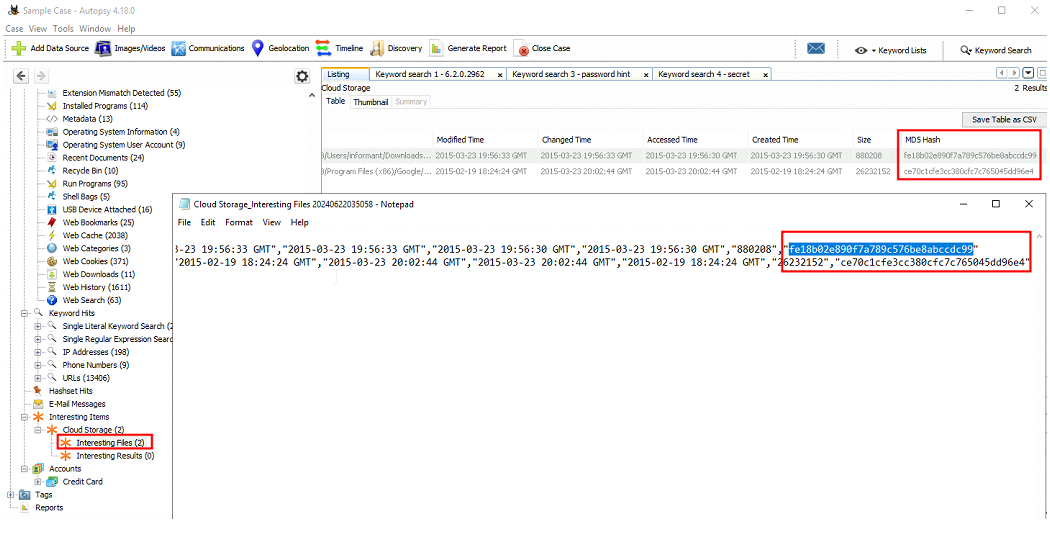 Sample Case - Autopsy 4.18.0
Case View Tools Window Help
Add Data Source Images/Videos Communications Geolocation Timeline Discovery Generate Report Close Case Keyword Lists Keyword Search
Listing Keyword search 1 - 6.2.0.2962 x Keyword search 3 - password hint x Keyword search 4 - secret x
Cloud Storage 2 Results
Table Thumbnail Summary
Save Table as CSV
Modified Time Changed Time Accessed Time Created Time Size MD5 Hash
)/Users/informant/Downloads... 2015-03-23 19:56:33 GMT 2015-03-23 19:56:33 GMT 2015-03-23 19:56:30 GMT 2015-03-23 19:56:30 GMT 880208 fe18b02e890f7a789c576be8abccdc99
)/Program Files (x86)/Google/... 2015-02-19 18:24:24 GMT 2015-03-23 20:02:44 GMT 2015-03-23 20:02:44 GMT 2015-02-19 18:24:24 GMT 26232152 ce70c1cfe3cc380cfc7c765045dd96e4
Extension Mismatch Detected (55)
Installed Programs (114)
Metadata (13)
Operating System Information (4)
Operating System User Account (9)
Recent Documents (24)
Recycle Bin (10)
Run Programs (95)
Shell Bags (5)
USB Device Attached (16)
Web Bookmarks (25)
Web Cache (2038)
Web Categories (3)
Web Cookies (371)
Web Downloads (11)
Web History (1611)
Web Search (63)
Keyword Hits
Single Literal Keyword Search (2
Single Regular Expression Searc
IP Addresses (198)
Phone Numbers (9)
URLs (13406)
Hashset Hits
E-Mail Messages
Interesting Items
Cloud Storage (2)
Interesting Files (2)
Interesting Results (0)
Accounts
Credit Card
Tags
Reports
Cloud Storage_Interesting Files 20240622035058 - Notepad
File Edit Format View Help
3-23 19:56:33 GMT","2015-03-23 19:56:33 GMT","2015-03-23 19:56:30 GMT","2015-03-23 19:56:30 GMT","880208","fe18b02e890f7a789c576be8abccdc99"
"2015-02-19 18:24:24 GMT","2015-03-23 20:02:44 GMT","2015-03-23 20:02:44 GMT","2015-02-19 18:24:24 GMT","26232152","ce70c1cfe3cc380cfc7c765045dd96e4"